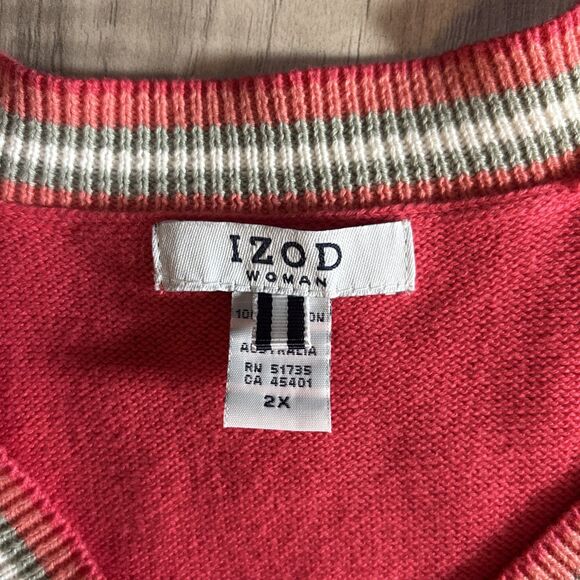 IZOD
WOMAN
AUSTRALIA
RN 51735
CA 45401
2X